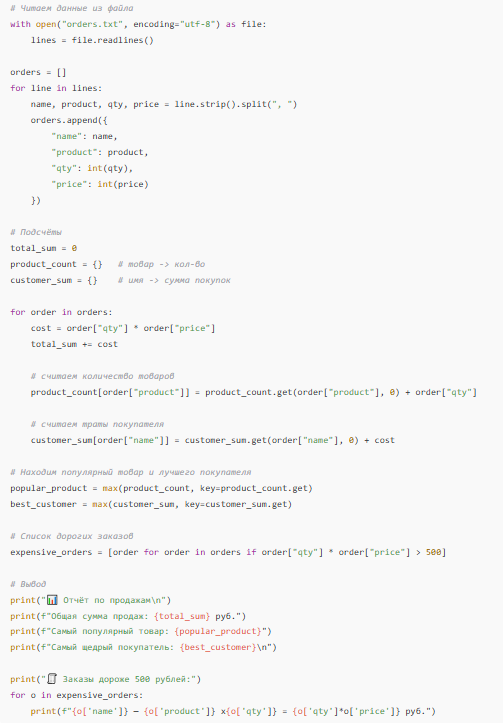 # Читаем данные из файла
with open("orders.txt", encoding="utf-8") as file:
    lines = file.readlines()

orders = []
for line in lines:
    name, product, qty, price = line.strip().split(", ")
    orders.append({
        "name": name,
        "product": product,
        "qty": int(qty),
        "price": int(price)
    })

# Подсчёты
total_sum = 0
product_count = {}   # товар -> кол-во
customer_sum = {}    # имя -> сумма покупок

for order in orders:
    cost = order["qty"] * order["price"]
    total_sum += cost

    # считаем количество товаров
    product_count[order["product"]] = product_count.get(order["product"], 0) + order["qty"]

    # считаем траты покупателя
    customer_sum[order["name"]] = customer_sum.get(order["name"], 0) + cost

# Находим популярный товар и лучшего покупателя
popular_product = max(product_count, key=product_count.get)
best_customer = max(customer_sum, key=customer_sum.get)

# Список дорогих заказов
expensive_orders = [order for order in orders if order["qty"] * order["price"] > 500]

# Вывод
print("📊 Отчёт по продажам\n")
print(f"Общая сумма продаж: {total_sum} руб.")
print(f"Самый популярный товар: {popular_product}")
print(f"Самый щедрый покупатель: {best_customer}\n")

print("🧾 Заказы дороже 500 рублей:")
for o in expensive_orders:
    print(f"{o['name']} — {o['product']} x{o['qty']} = {o['qty']*o['price']} руб.")